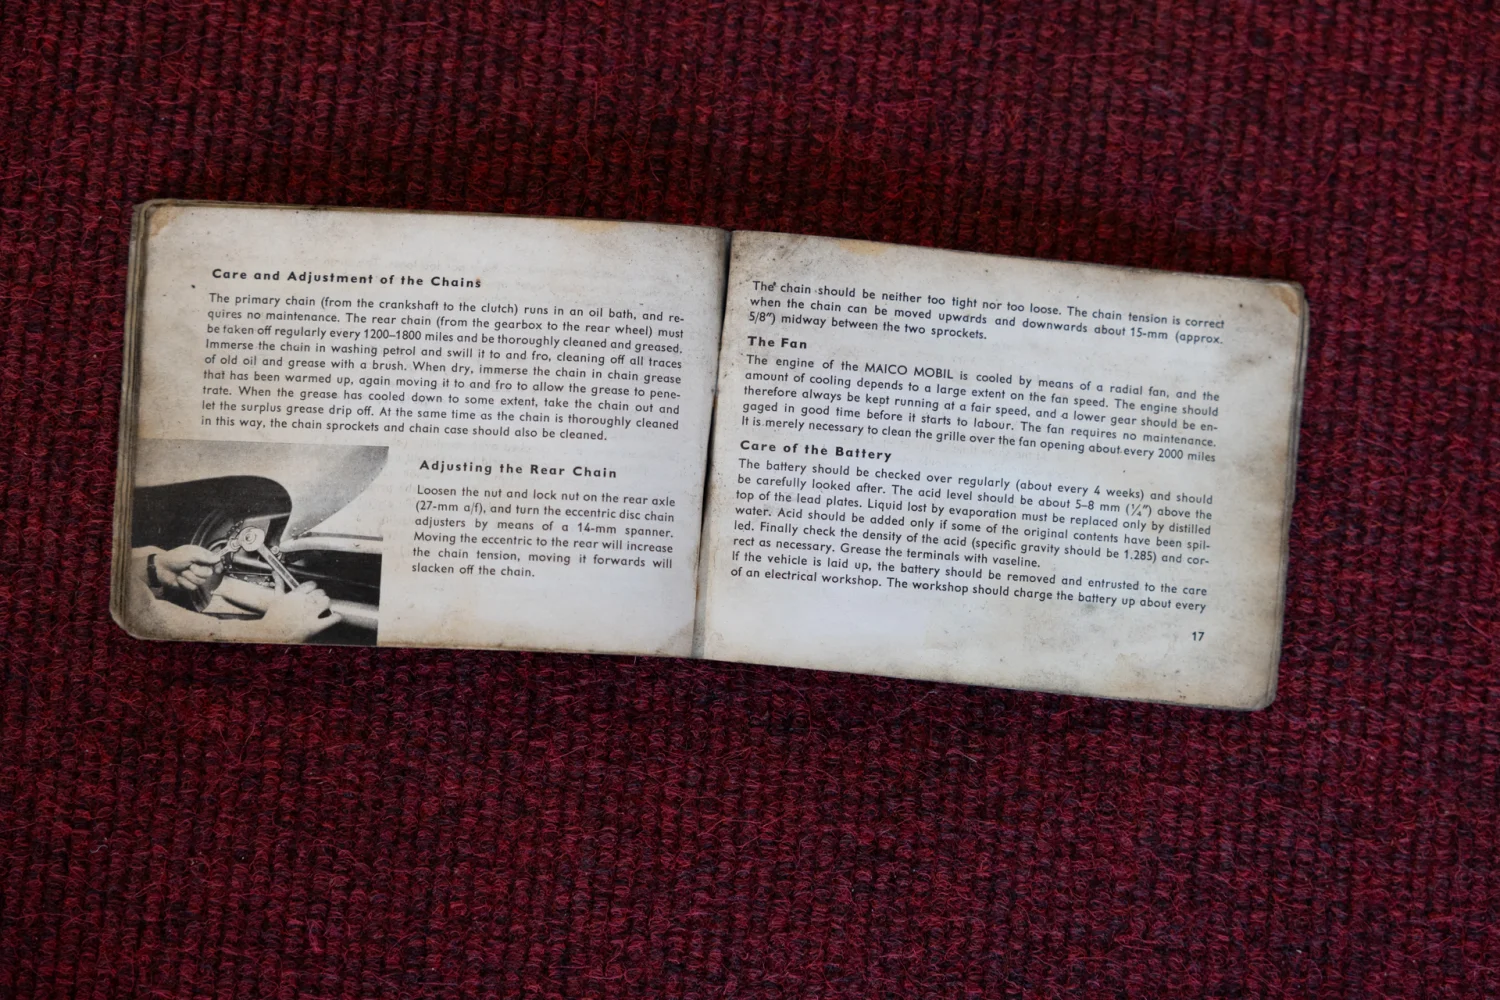 Care and Adjustment of the Chains
The primary chain (from the crankshaft to the clutch) runs in an oil bath, and re-
quires no maintenance. The rear chain (from the gearbox to the rear wheel) must
be taken off regularly every 1200–1800 miles and be thoroughly cleaned and greased.
Immerse the chain in washing petrol and swill it to and fro, cleaning off all traces
of old oil and grease with a brush. When dry, immerse the chain in chain grease
that has been warmed up, again moving it to and fro to allow the grease to pene-
trate. When the grease has cooled down to some extent, take the chain out and
let the surplus grease drip off. At the same time as the chain is thoroughly cleaned
in this way, the chain sprockets and chain case should also be cleaned.
Adjusting the Rear Chain
Loosen the nut and lock nut on the rear axle
(27-mm a/f), and turn the eccentric disc chain
adjusters by means of a 14-mm spanner.
Moving the eccentric to the rear will increase
the chain tension, moving it forwards will
slacken off the chain.
The chain should be neither too tight nor too loose. The chain tension is correct
when the chain can be moved upwards and downwards about 15-mm (approx.
5/8") midway between the two sprockets.
The Fan
The engine of the MAICO MOBIL is cooled by means of a radial fan, and the
amount of cooling depends to a large extent on the fan speed. The engine should
therefore always be kept running at a fair speed, and a lower gear should be en-
gaged in good time before it starts to labour. The fan requires no maintenance.
It is merely necessary to clean the grille over the fan opening about every 2000 miles
Care of the Battery
The battery should be checked over regularly (about every 4 weeks) and should
be carefully looked after. The acid level should be about 5–8 mm (¼") above the
top of the lead plates. Liquid lost by evaporation must be replaced only by distilled
water. Acid should be added only if some of the original contents have been spil-
led. Finally check the density of the acid (specific gravity should be 1.285) and cor-
rect as necessary. Grease the terminals with vaseline.
If the vehicle is laid up, the battery should be removed and entrusted to the care
of an electrical workshop. The workshop should charge the battery up about every
17